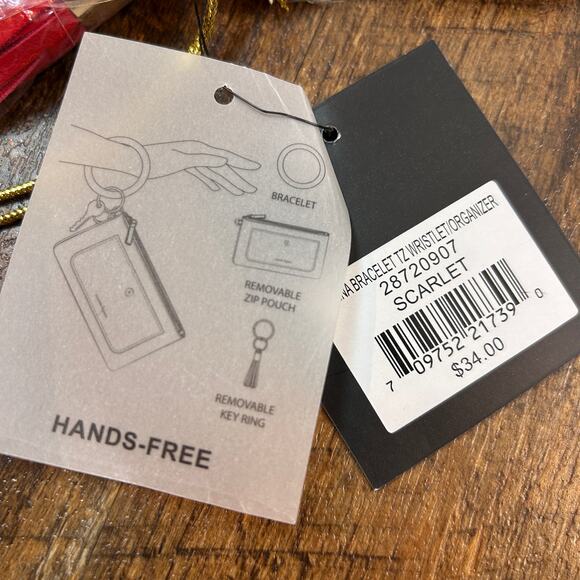 BRACELET
REMOVABLE
ZIP POUCH
REMOVABLE
KEY RING
HANDS-FREE
BRACELET TZ WRISTLET/ORGANIZER
28720907
SCARLET
7 09752 21739 0
$34.00